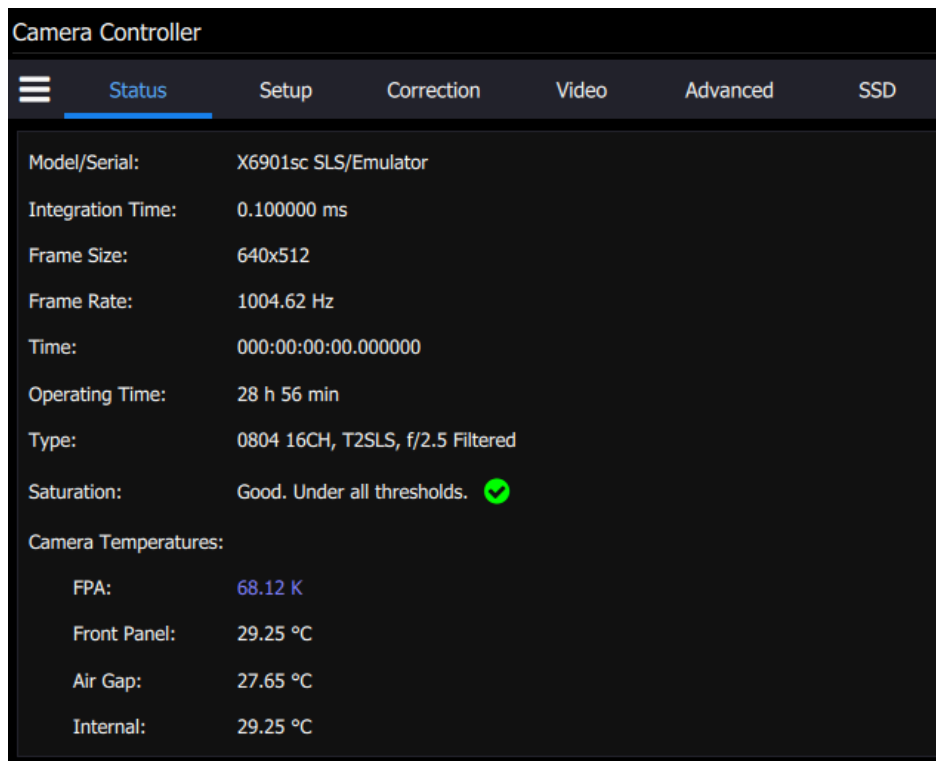 Camera Controller
Status Setup Correction Video Advanced SSD
Model/Serial: X6901sc SLS/Emulator
Integration Time: 0.100000 ms
Frame Size: 640x512
Frame Rate: 1004.62 Hz
Time: 000:00:00:00.000000
Operating Time: 28 h 56 min
Type: 0804 16CH, T2SLS, f/2.5 Filtered
Saturation: Good. Under all thresholds.
Camera Temperatures:
FPA: 68.12 K
Front Panel: 29.25 °C
Air Gap: 27.65 °C
Internal: 29.25 °C